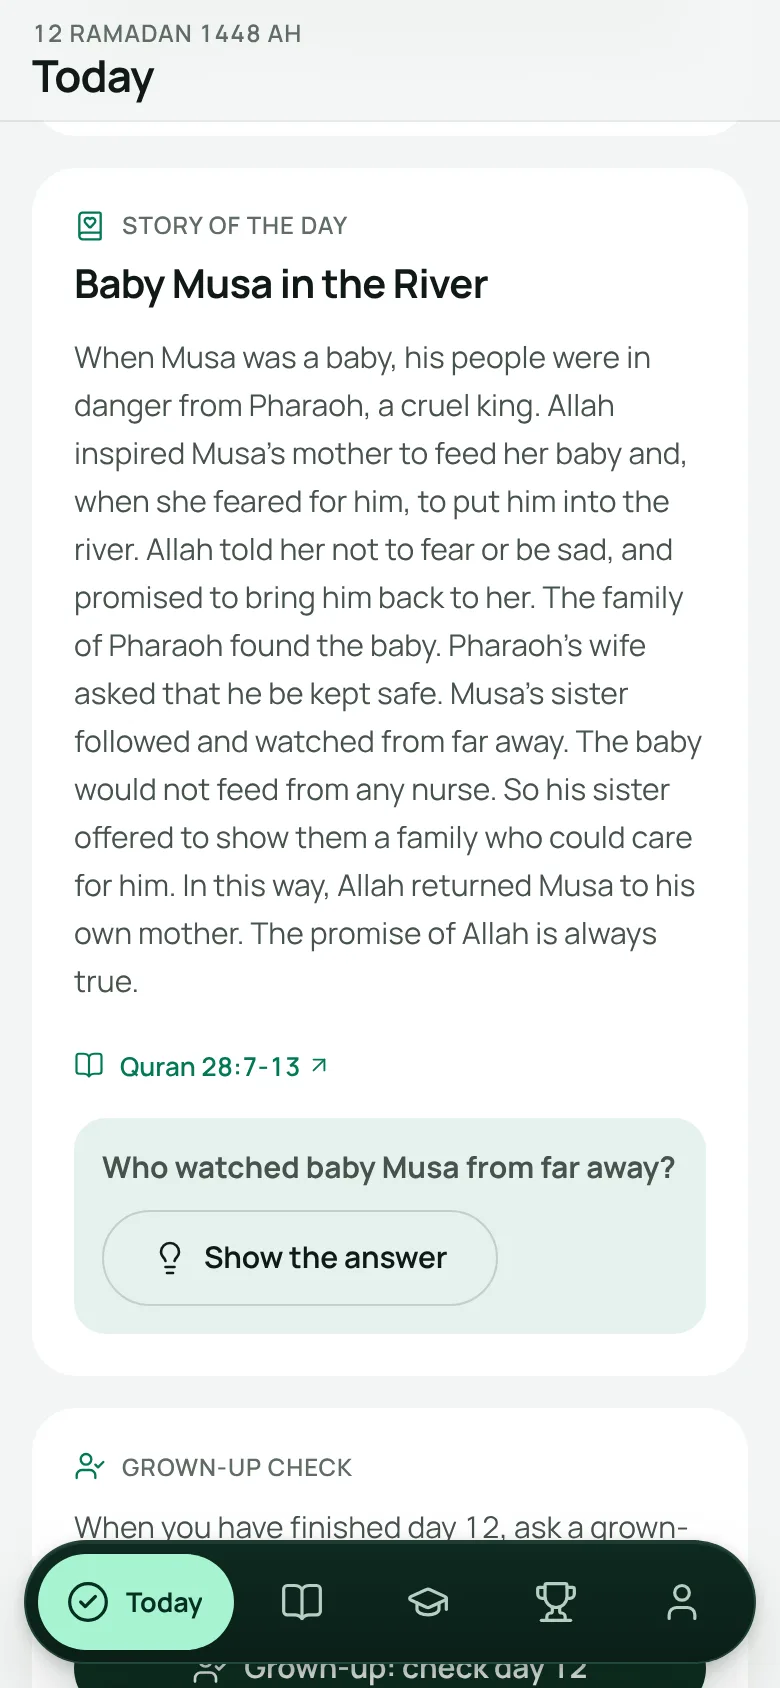 12 RAMADAN 1448 AH
Today
STORY OF THE DAY
Baby Musa in the River
When Musa was a baby, his people were in
danger from Pharaoh, a cruel king. Allah
inspired Musa’s mother to feed her baby and,
when she feared for him, to put him into the
river. Allah told her not to fear or be sad, and
promised to bring him back to her. The family
of Pharaoh found the baby. Pharaoh’s wife
asked that he be kept safe. Musa’s sister
followed and watched from far away. The baby
would not feed from any nurse. So his sister
offered to show them a family who could care
for him. In this way, Allah returned Musa to his
own mother. The promise of Allah is always
true.
Quran 28:7-13
Who watched baby Musa from far away?
Show the answer
GROWN-UP CHECK
When you have finished day 12, ask a grown-
Today
Grown-up: check day 12